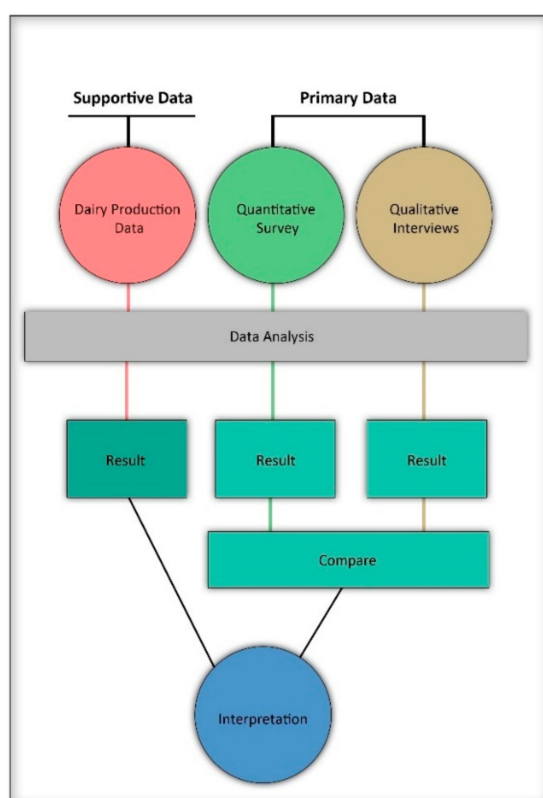 Supportive Data
Primary Data
Dairy Production
Data
Quantitative
Survey
Qualitative
Interviews
Data Analysis
Result
Result
Result
Compare
Interpretation